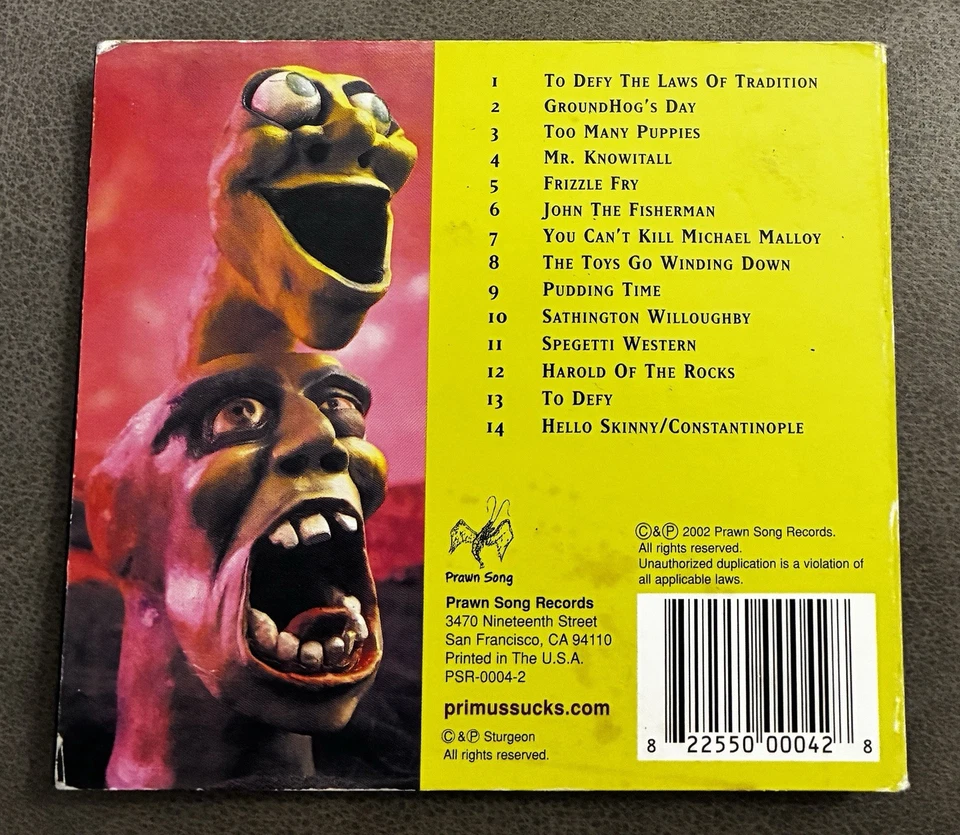 1 To Defy The Laws Of Tradition
2 GroundHog's Day
3 Too Many Puppies
4 Mr. Knowitall
5 Frizzle Fry
6 John The Fisherman
7 You Can't Kill Michael Malloy
8 The Toys Go Winding Down
9 Pudding Time
10 Sathington Willoughby
11 Spegetti Western
12 Harold Of The Rocks
13 To Defy
14 Hello Skinny/Constantinople
Prawn Song
Prawn Song Records
3470 Nineteenth Street
San Francisco, CA 94110
Printed in The U.S.A.
PSR-0004-2
primussucks.com
©&℗ Sturgeon
All rights reserved.
©&℗ 2002 Prawn Song Records.
All rights reserved.
Unauthorized duplication is a violation of
all applicable laws.
8 22550 00042 8